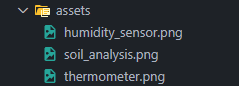 assets
humidity_sensor.png
soil_analysis.png
thermometer.png